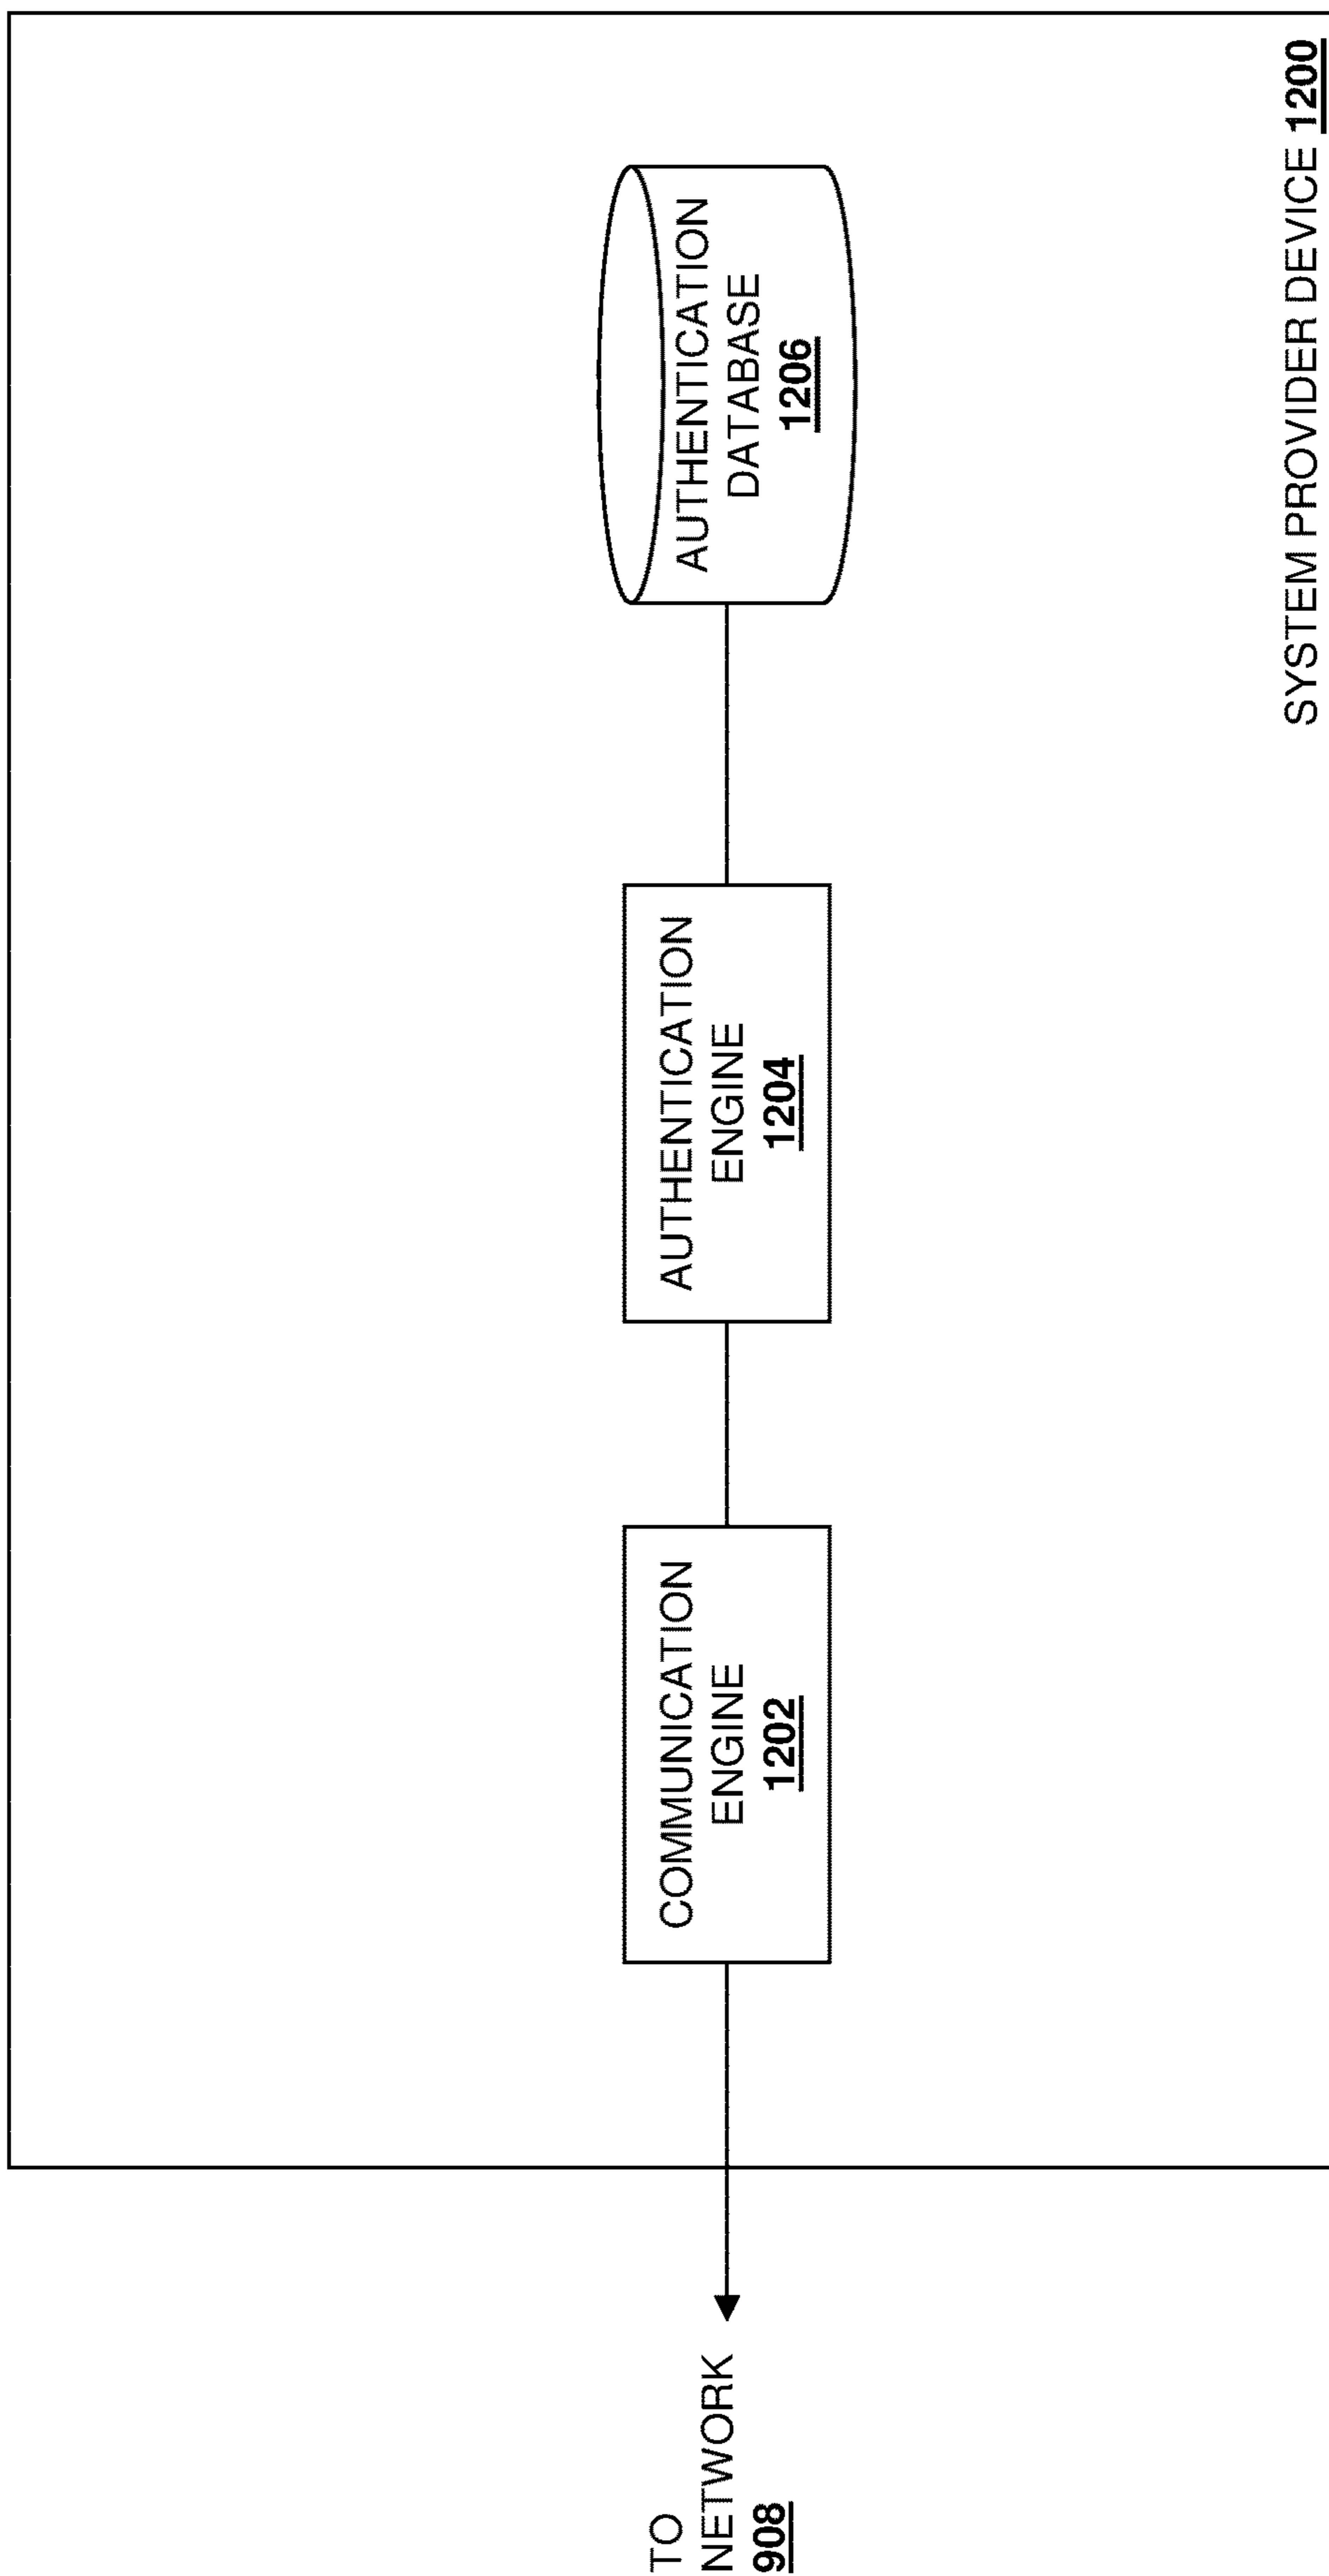 TO
NETWORK
908
COMMUNICATION
ENGINE
1202
AUTHENTICATION
ENGINE
1204
AUTHENTICATION
DATABASE
1206
SYSTEM PROVIDER DEVICE 1200